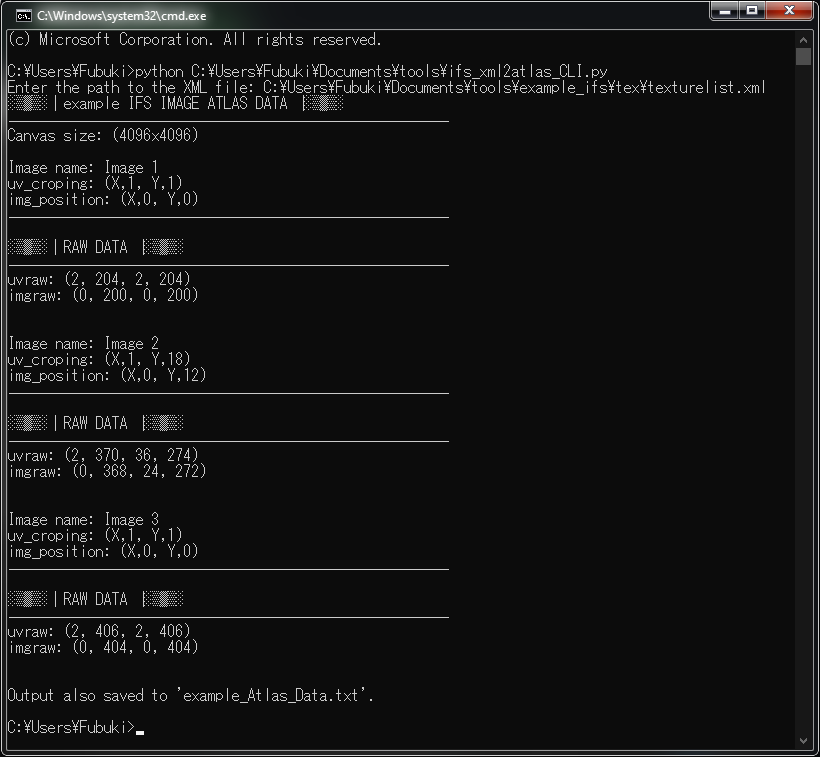 C:\Windows\system32\cmd.exe
(c) Microsoft Corporation. All rights reserved.
C:¥Users¥Fubuki>python C:¥Users¥Fubuki¥Documents¥tools¥ifs_xml2atlas_CLI.py
Enter the path to the XML file: C:¥Users¥Fubuki¥Documents¥tools¥example_ifs¥tex¥texturelist.xml
░▒▓▒░ |example IFS IMAGE ATLAS DATA |░▒▓▒░
Canvas size: (4096x4096)
Image name: Image 1
uv_croping: (X,1, Y,1)
img_position: (X,0, Y,0)
░▒▓▒░ |RAW DATA |░▒▓▒░
uvraw: (2, 204, 2, 204)
imgraw: (0, 200, 0, 200)
Image name: Image 2
uv_croping: (X,1, Y,18)
img_position: (X,0, Y,12)
░▒▓▒░ |RAW DATA |░▒▓▒░
uvraw: (2, 370, 36, 274)
imgraw: (0, 368, 24, 272)
Image name: Image 3
uv_croping: (X,1, Y,1)
img_position: (X,0, Y,0)
░▒▓▒░ |RAW DATA |░▒▓▒░
uvraw: (2, 406, 2, 406)
imgraw: (0, 404, 0, 404)
Output also saved to 'example_Atlas_Data.txt'.
C:¥Users¥Fubuki>